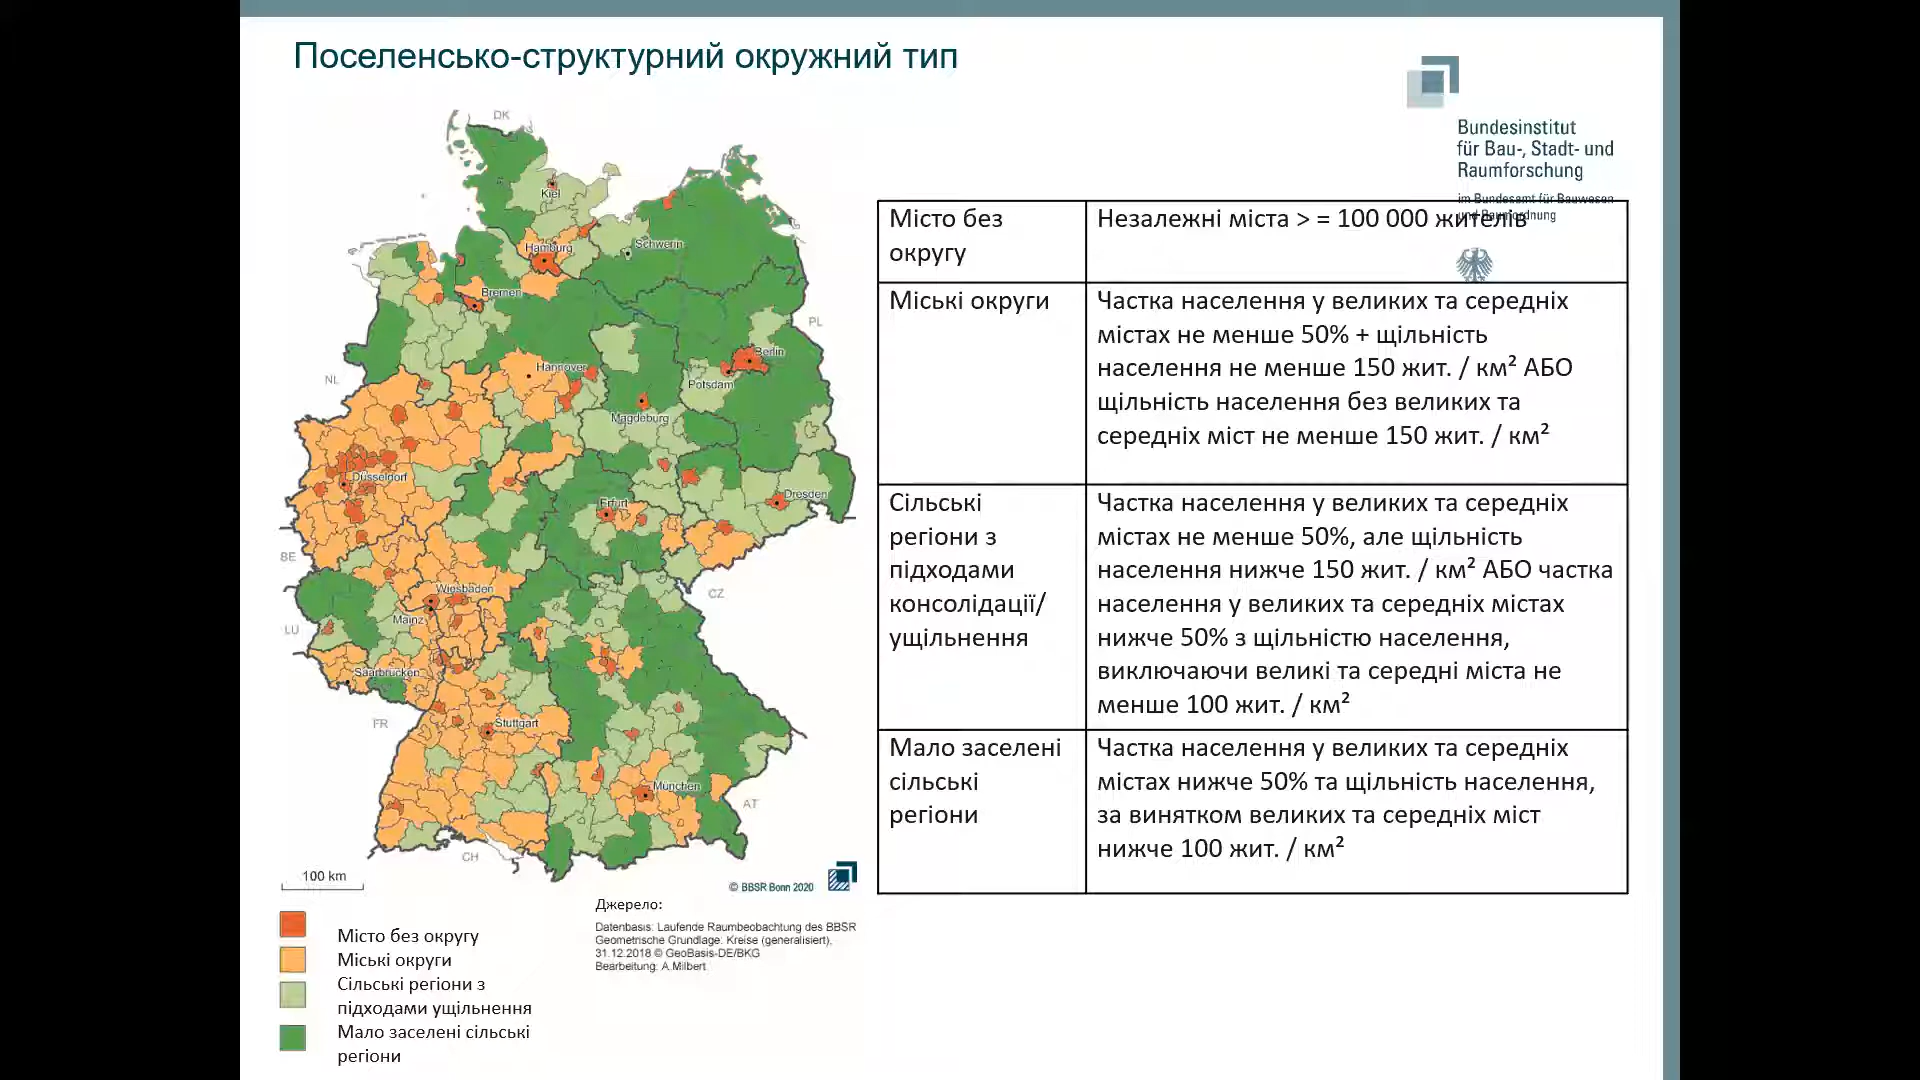 Поселенсько-структурний окружний тип
Bundesinstitut
für Bau-, Stadt- und
Raumforschung
im Bundesamt für Bauwesen
und Raumordnung
DK
Kiel
Schwerin
Hamburg
Bremen
PL
Berlin
Hannover
NL
Potsdam
Magdeburg
Düsseldorf
Dresden
Erfurt
BE
Wiesbaden
CZ
Mainz
LU
Saarbrücken
FR
Stuttgart
München
AT
CH
100 km
© BBSR Bonn 2020
Місто без
округу
Незалежні міста > = 100 000 жителів
Міські округи
Частка населення у великих та середніх
містах не менше 50% + щільність
населення не менше 150 жит. / км² АБО
щільність населення без великих та
середніх міст не менше 150 жит. / км²
Сільські
регіони з
підходами
консолідації/
ущільнення
Частка населення у великих та середніх
містах не менше 50%, але щільність
населення нижче 150 жит. / км² АБО частка
населення у великих та середніх містах
нижче 50% з щільністю населення,
виключаючи великі та середні міста не
менше 100 жит. / км²
Мало заселені
сільські
регіони
Частка населення у великих та середніх
містах нижче 50% та щільність населення,
за винятком великих та середніх міст
нижче 100 жит. / км²
Джерело:
Datenbasis: Laufende Raumbeobachtung des BBSR
Geometrische Grundlage: Kreise (generalisiert),
31.12.2018 © GeoBasis-DE/BKG
Bearbeitung: A.Milbert
Місто без округу
Міські округи
Сільські регіони з
підходами ущільнення
Мало заселені сільські
регіони